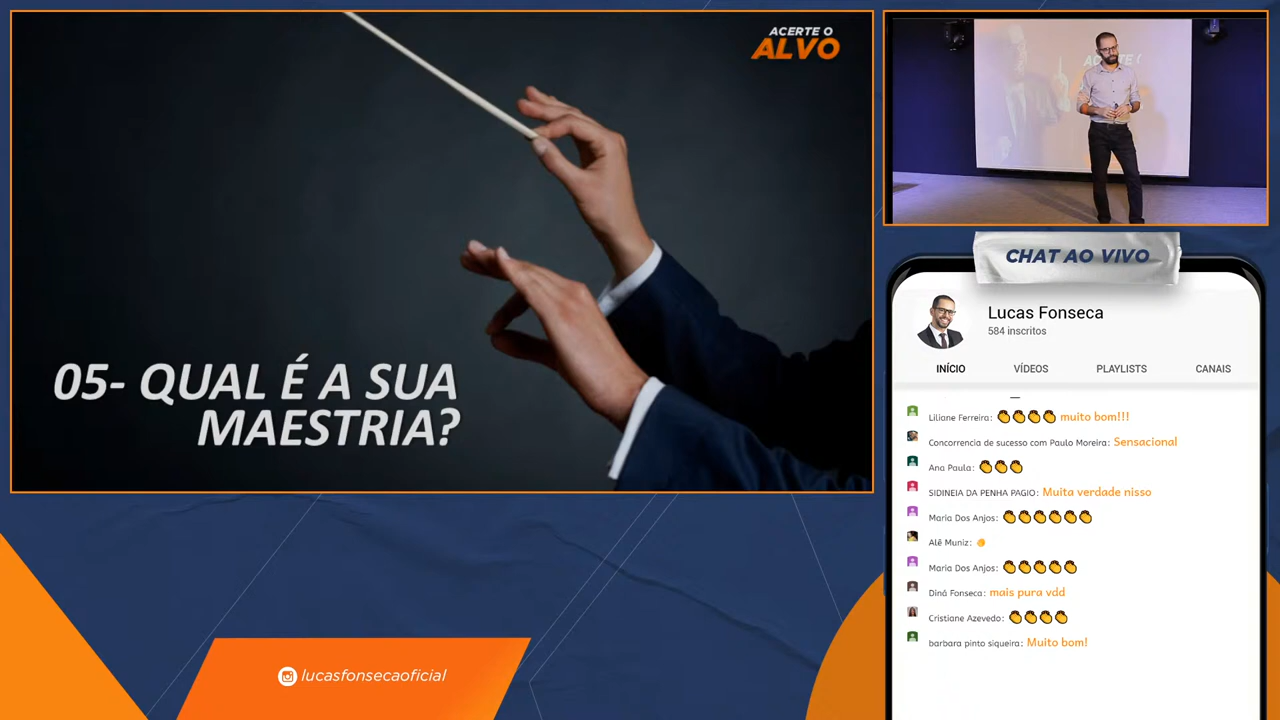 ACERTE O
ALVO
05- QUAL É A SUA
MAESTRIA?
CHAT AO VIVO
Lucas Fonseca
584 inscritos
INÍCIO VÍDEOS PLAYLISTS CANAIS
Liliane Ferreira: 👏👏👏👏 muito bom!!!
Concorrencia de sucesso com Paulo Moreira: Sensacional
Ana Paula: 👏👏👏
SIDINEIA DA PENHA PAGIO: Muita verdade nisso
Maria Dos Anjos: 👏👏👏👏👏👏
Alê Muniz: 👏
Maria Dos Anjos: 👏👏👏👏👏
Diná Fonseca: mais pura vdd
Cristiane Azevedo: 👏👏👏👏
barbara pinto siqueira: Muito bom!
lucasfonsecaoficial